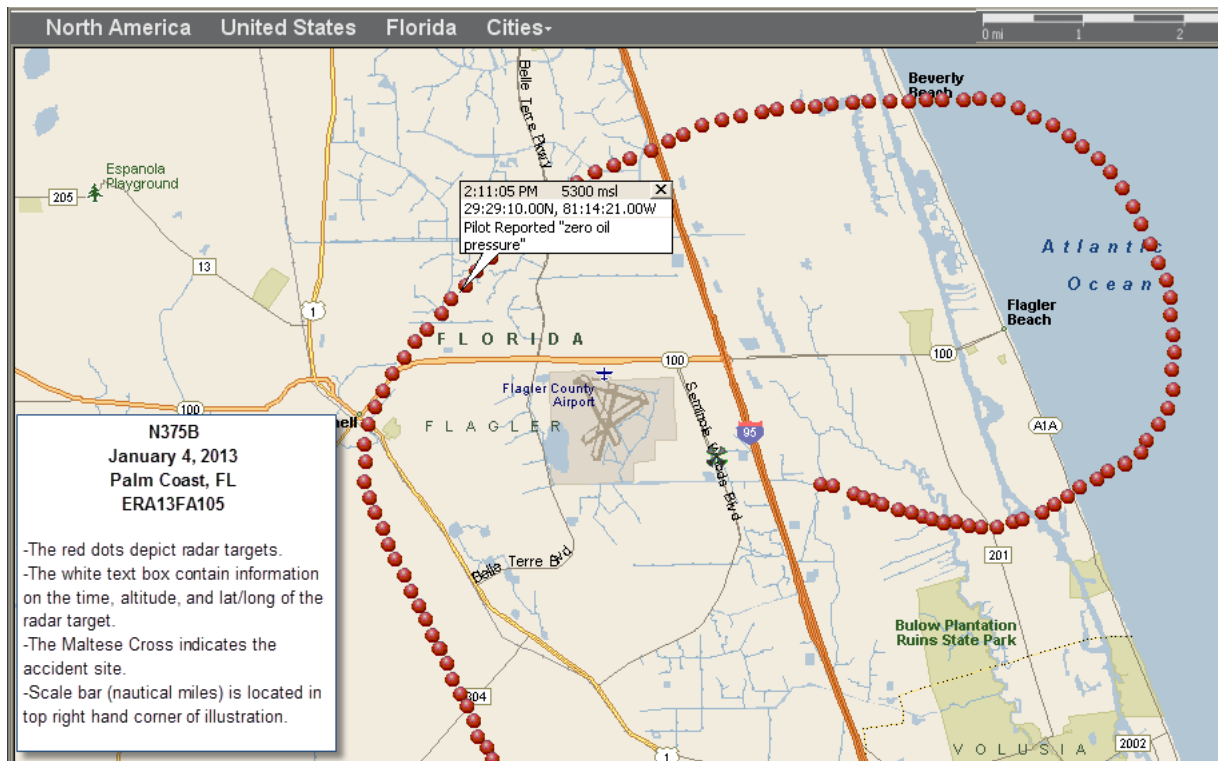 North America United States Florida Cities
0 mi 1 2
Beverly
Beach
Belle Terre Pkwy
Espanola
Playground
205
2:11:05 PM 5300 msl
29:29:10.00N, 81:14:21.00W
Pilot Reported "zero oil
pressure"
13
Atlantic
Ocean
1
Flagler
Beach
FLORIDA
100
100
Flagler County
Airport
Seminole Woods Blvd
100
nell
FLAGLER
95
A1A
N375B
January 4, 2013
Palm Coast, FL
ERA13FA105
-The red dots depict radar targets.
-The white text box contain information
on the time, altitude, and lat/long of the
radar target.
-The Maltese Cross indicates the
accident site.
-Scale bar (nautical miles) is located in
top right hand corner of illustration.
Belle Terre Blvd
201
Bulow Plantation
Ruins State Park
304
VOLUSIA
2002
1